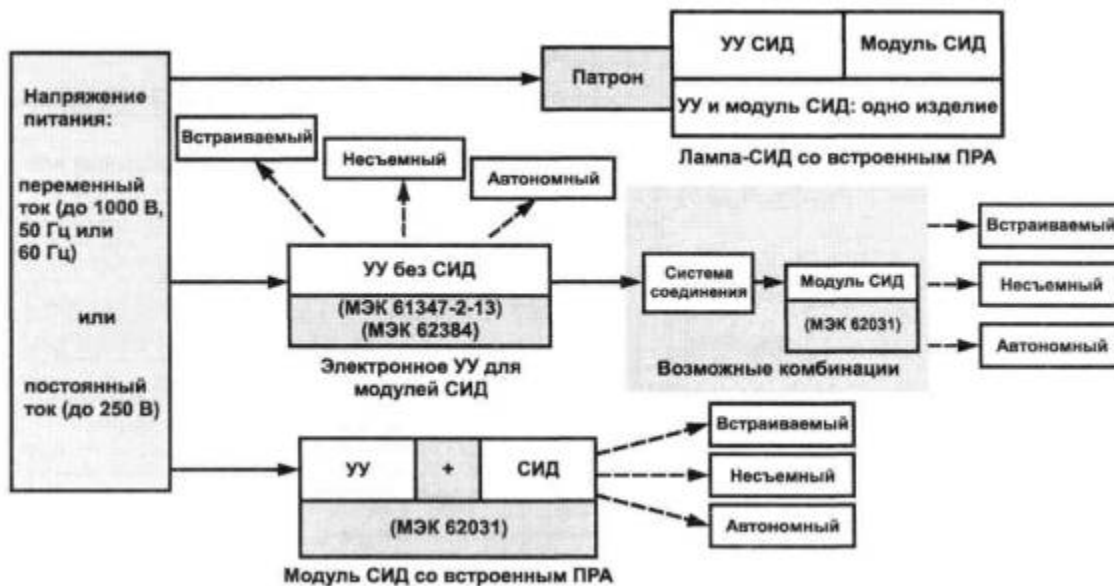 Напряжение
питания:
переменный
ток (до 1000 В,
50 Гц или
60 Гц)
или
постоянный
ток (до 250 В)
Патрон
УУ СИД
Модуль СИД
УУ и модуль СИД: одно изделие
Лампа-СИД со встроенным ПРА
Встраиваемый
Несъемный
Автономный
УУ без СИД
(МЭК 61347-2-13)
(МЭК 62384)
Электронное УУ для
модулей СИД
Система
соединения
Модуль СИД
(МЭК 62031)
Возможные комбинации
Встраиваемый
Несъемный
Автономный
УУ
+
СИД
(МЭК 62031)
Модуль СИД со встроенным ПРА
Встраиваемый
Несъемный
Автономный